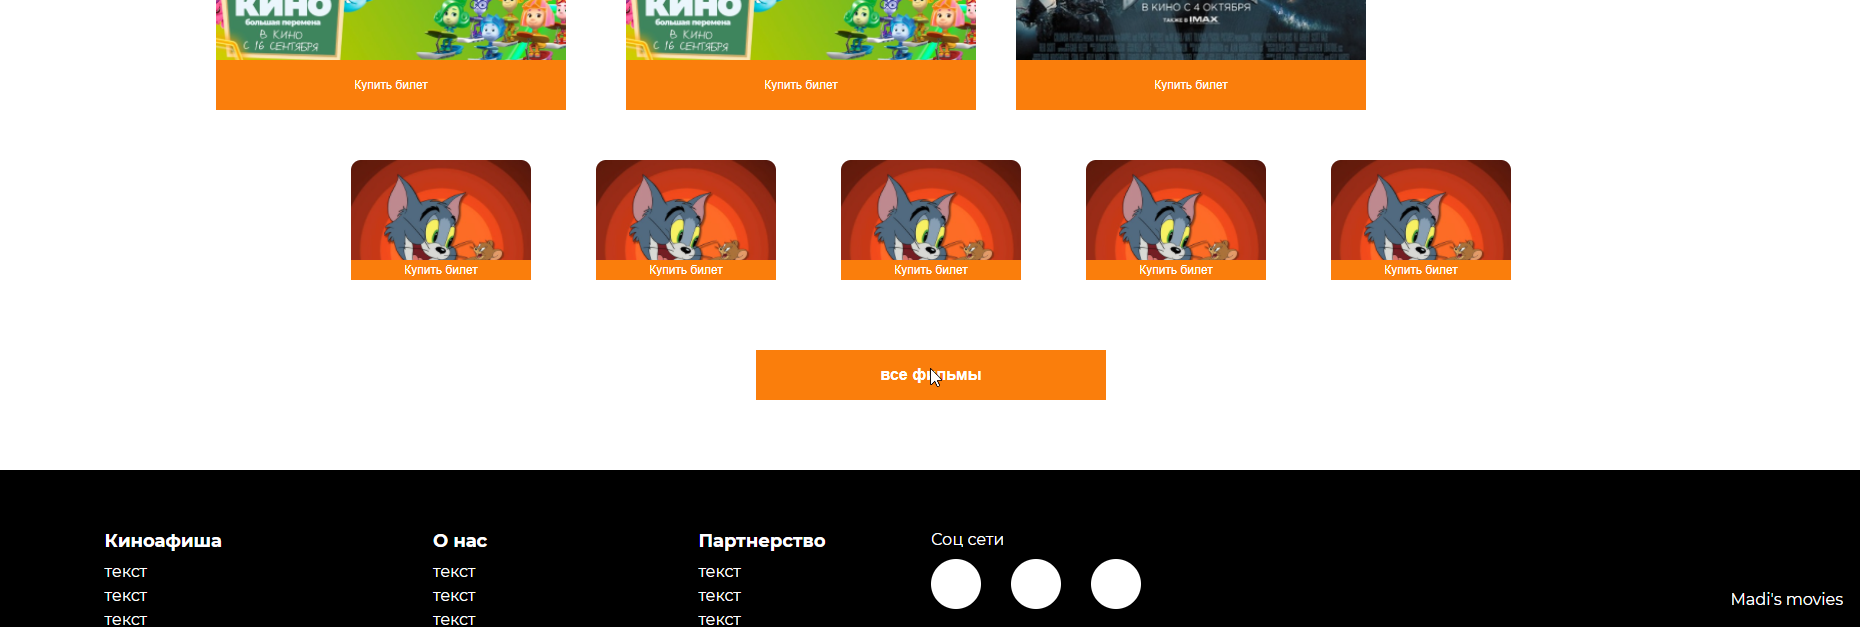 КИНО
большая перемена
В КИНО
С 16 СЕНТЯБРЯ
КИНО
большая перемена
В КИНО
С 16 СЕНТЯБРЯ
В КИНО С 4 ОКТЯБРЯ
ТАКЖЕ В IMAX
Купить билет
Купить билет
Купить билет
Купить билет
Купить билет
Купить билет
Купить билет
Купить билет
все фильмы
Киноафиша
текст
текст
текст
О нас
текст
текст
текст
Партнерство
текст
текст
текст
Соц сети
Madi's movies